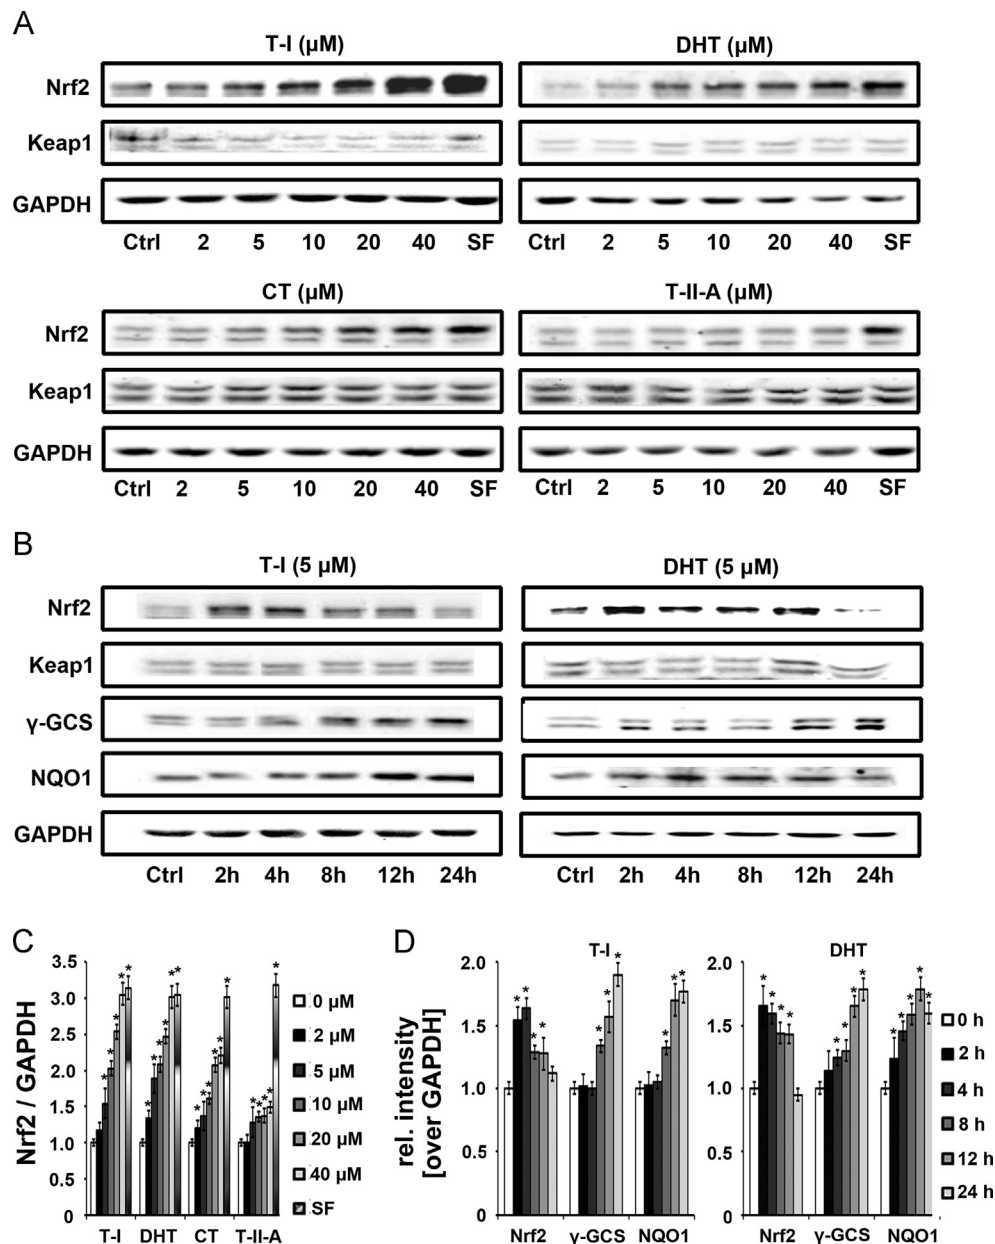 A
T-I (µM)
DHT (µM)
Nrf2
Keap1
GAPDH
Ctrl 2 5 10 20 40 SF
Ctrl 2 5 10 20 40 SF
CT (µM)
T-II-A (µM)
Nrf2
Keap1
GAPDH
Ctrl 2 5 10 20 40 SF
Ctrl 2 5 10 20 40 SF
B
T-I (5 µM)
DHT (5 µM)
Nrf2
Keap1
γ-GCS
NQO1
GAPDH
Ctrl 2h 4h 8h 12h 24h
Ctrl 2h 4h 8h 12h 24h
C
Nrf2 / GAPDH
3.5
3.0
2.5
2.0
1.5
1.0
0.5
0
T-I DHT CT T-II-A
0 µM
2 µM
5 µM
10 µM
20 µM
40 µM
SF
D
rel. intensity
[over GAPDH]
T-I
2.0
1.5
1.0
0.5
0
Nrf2 γ-GCS NQO1
DHT
2.0
1.5
1.0
0.5
0
Nrf2 γ-GCS NQO1
0 h
2 h
4 h
8 h
12 h
24 h